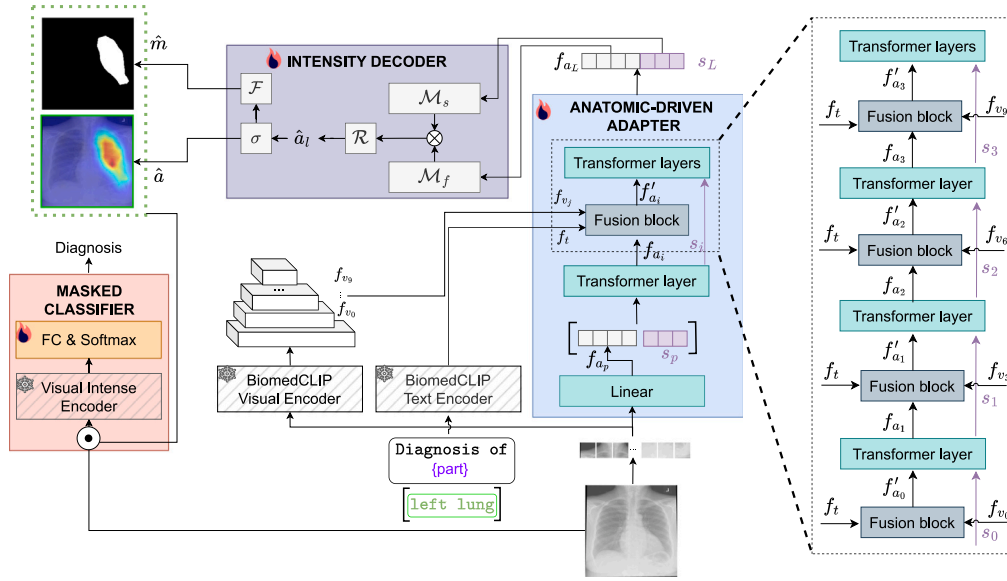 m̂
â
INTENSITY DECODER
ℱ
σ
â_l
ℛ
ℳ_s
ℳ_f
f_{a_L}
s_L
ANATOMIC-DRIVEN
ADAPTER
Transformer layers
f'_{a_i}
f_{v_j}
Fusion block
f_t
s_i
f_{a_i}
Transformer layer
f_{a_p}
s_p
Linear
Diagnosis
MASKED
CLASSIFIER
FC & Softmax
Visual Intense
Encoder
f_{v_9}
...
f_{v_0}
BiomedCLIP
Visual Encoder
BiomedCLIP
Text Encoder
Diagnosis of
{part}
[left lung]
...
Transformer layers
f'_{a_3}
f_t
Fusion block
f_{v_9}
f_{a_3}
s_3
Transformer layer
f'_{a_2}
f_t
Fusion block
f_{v_6}
f_{a_2}
s_2
Transformer layer
f'_{a_1}
f_t
Fusion block
f_{a_1}
s_1
Transformer layer
f'_{a_0}
f_t
Fusion block
f_{v_0}
s_0